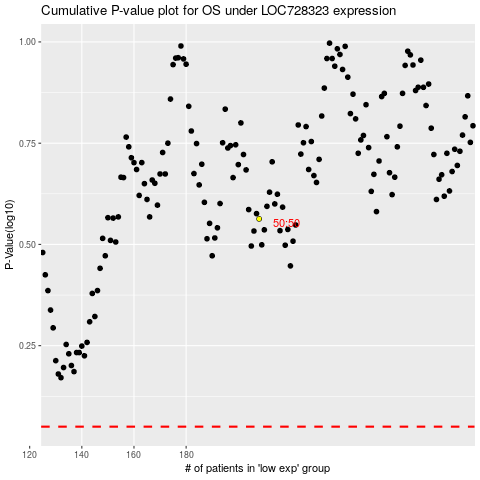 Cumulative P-value plot for OS under LOC728323 expression
P-Value(log10)
1.00
0.75
0.50
0.25
50:50
120 140 160 180
# of patients in 'low exp' group